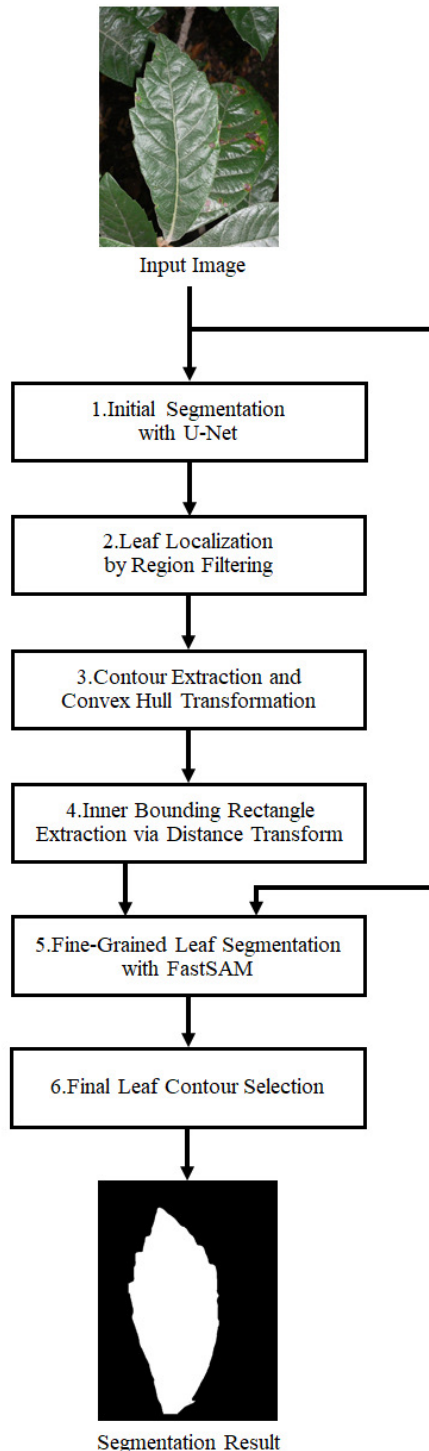 Input Image
1.Initial Segmentation
with U-Net
2.Leaf Localization
by Region Filtering
3.Contour Extraction and
Convex Hull Transformation
4.Inner Bounding Rectangle
Extraction via Distance Transform
5.Fine-Grained Leaf Segmentation
with FastSAM
6.Final Leaf Contour Selection
Segmentation Result